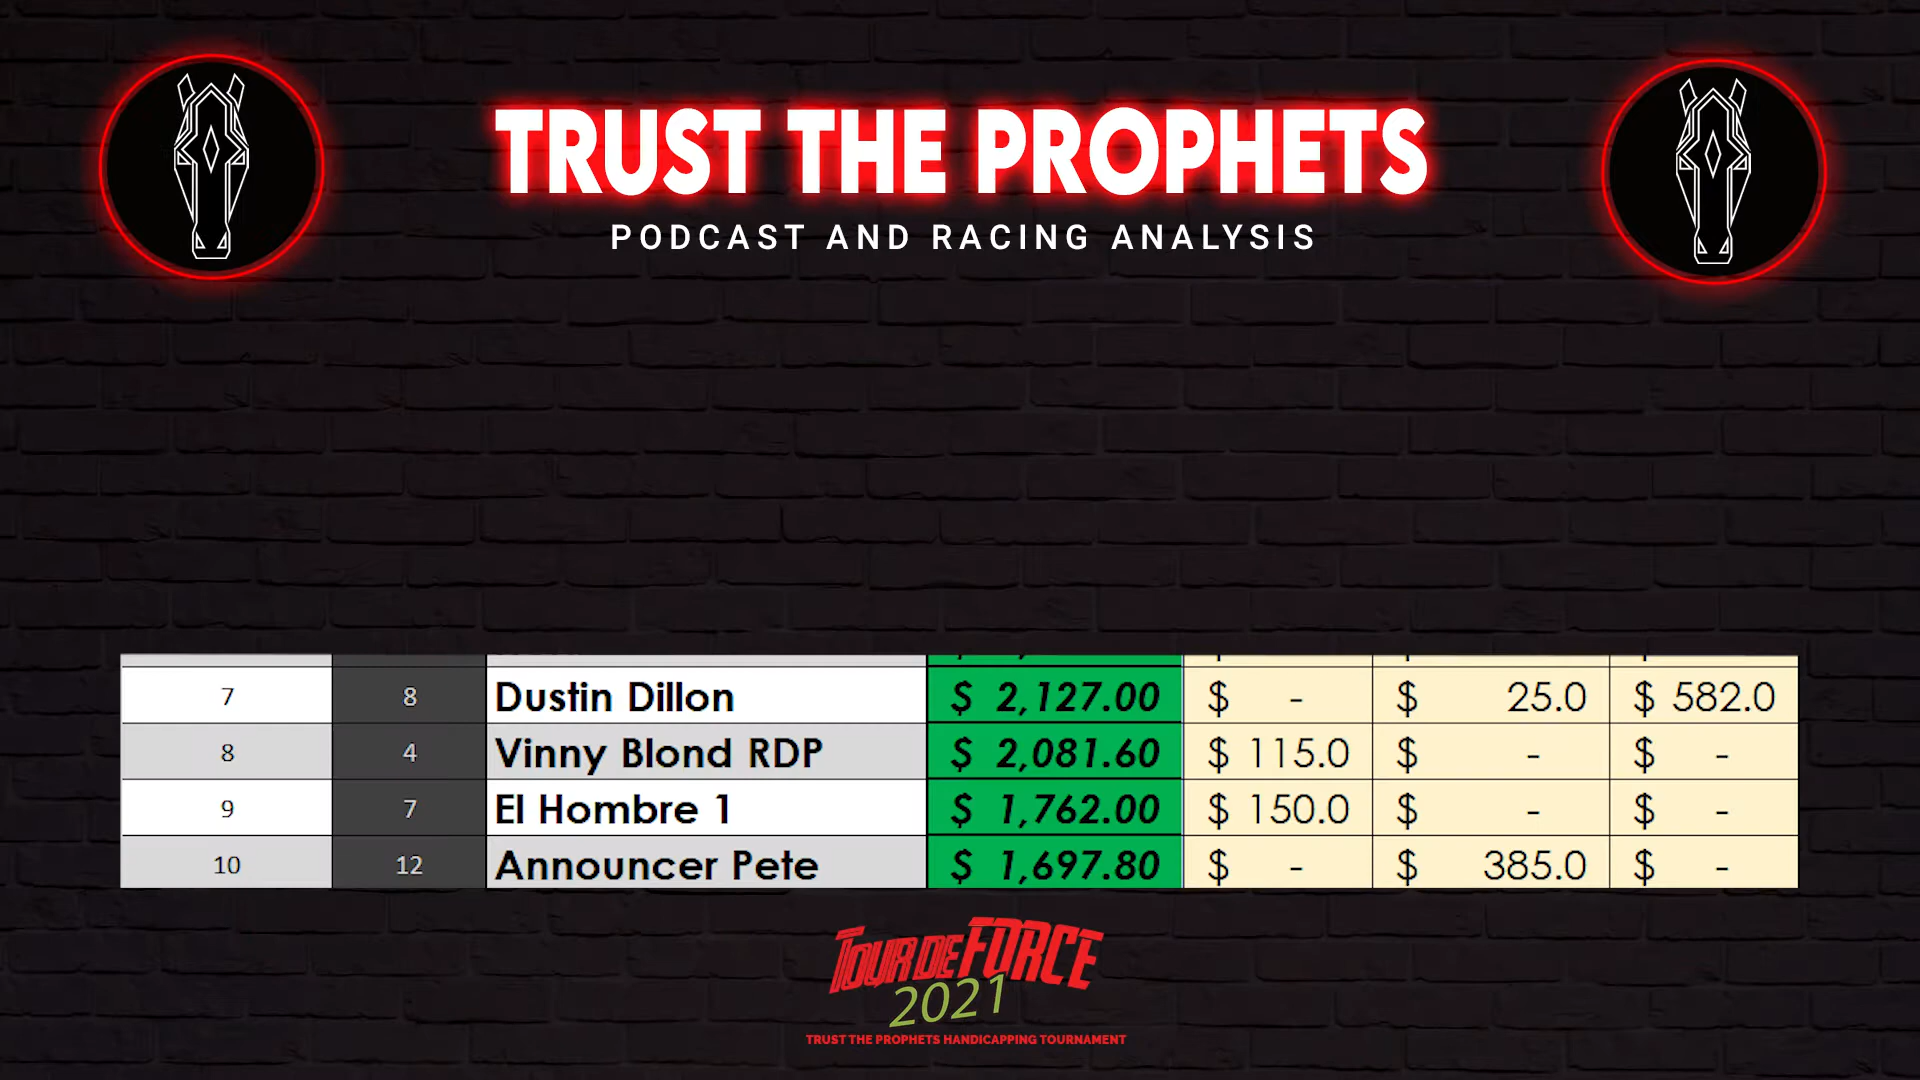 TRUST THE PROPHETS
PODCAST AND RACING ANALYSIS
7 8 Dustin Dillon $ 2,127.00 $ - $ 25.0 $ 582.0
8 4 Vinny Blond RDP $ 2,081.60 $ 115.0 $ - $ -
9 7 El Hombre 1 $ 1,762.00 $ 150.0 $ - $ -
10 12 Announcer Pete $ 1,697.80 $ - $ 385.0 $ -
TOUR DE FORCE
2021
TRUST THE PROPHETS HANDICAPPING TOURNAMENT